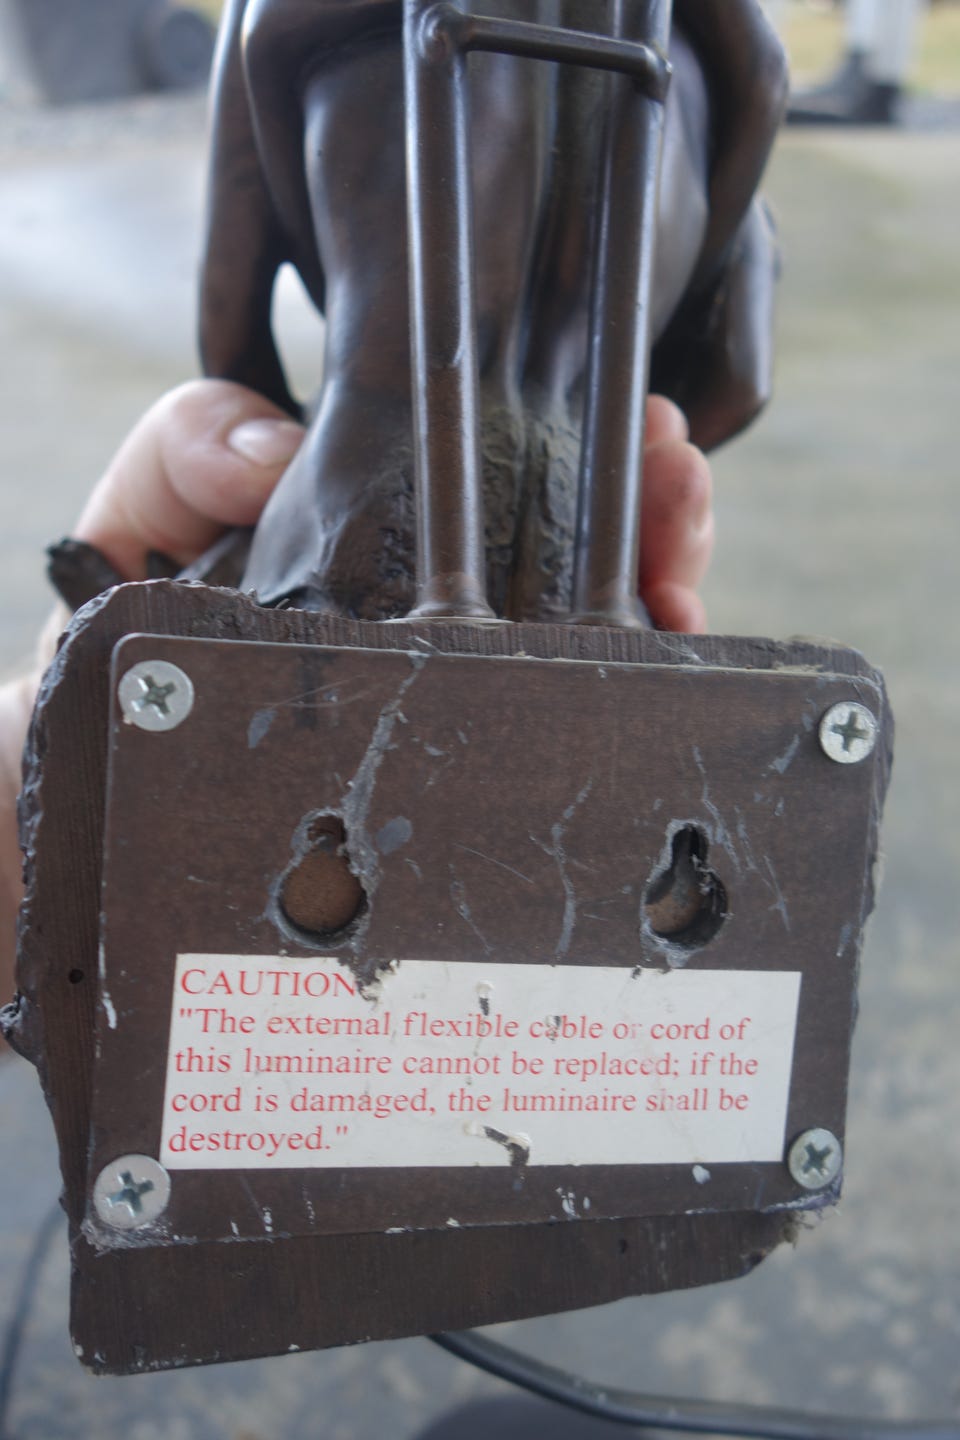 CAUTION
"The external flexible cable or cord of
this luminaire cannot be replaced; if the
cord is damaged, the luminaire shall be
destroyed."